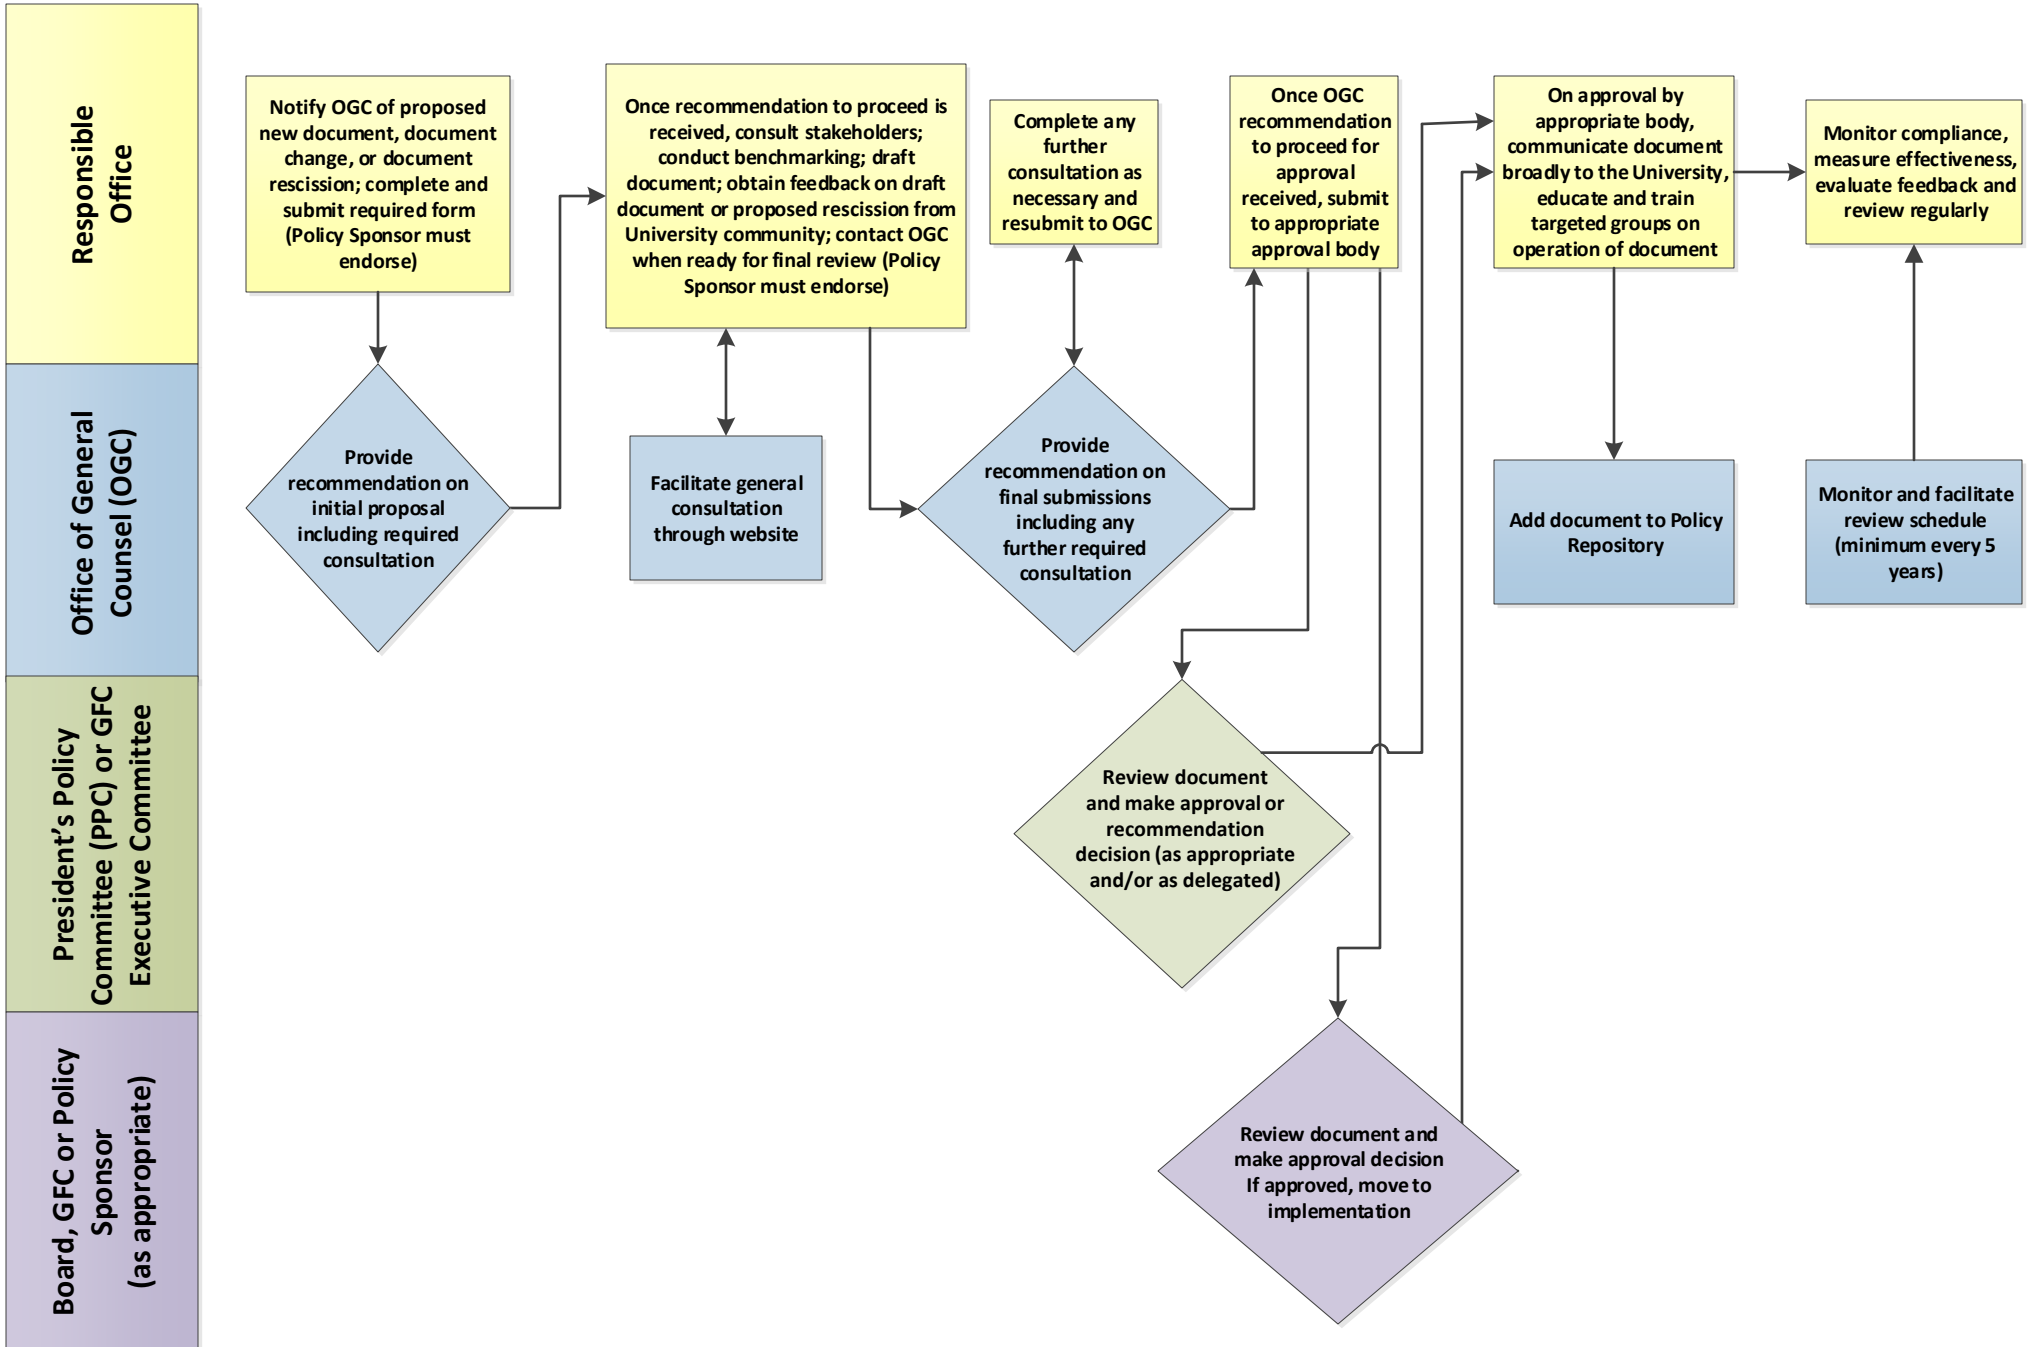 Responsible
Office
Notify OGC of proposed
new document, document
change, or document
rescission; complete and
submit required form
(Policy Sponsor must
endorse)
Once recommendation to proceed is
received, consult stakeholders;
conduct benchmarking; draft
document; obtain feedback on draft
document or proposed rescission from
University community; contact OGC
when ready for final review (Policy
Sponsor must endorse)
Complete any
further
consultation as
necessary and
resubmit to OGC
Once OGC
recommendation
to proceed for
approval
received, submit
to appropriate
approval body
On approval by
appropriate body,
communicate document
broadly to the University,
educate and train
targeted groups on
operation of document
Monitor compliance,
measure effectiveness,
evaluate feedback and
review regularly
Office of General
Counsel (OGC)
Provide
recommendation on
initial proposal
including required
consultation
Facilitate general
consultation
through website
Provide
recommendation on
final submissions
including any
further required
consultation
Add document to Policy
Repository
Monitor and facilitate
review schedule
(minimum every 5
years)
President's Policy
Committee (PPC) or GFC
Executive Committee
Review document
and make approval or
recommendation
decision (as appropriate
and/or as delegated)
Board, GFC or Policy
Sponsor
(as appropriate)
Review document and
make approval decision
If approved, move to
implementation